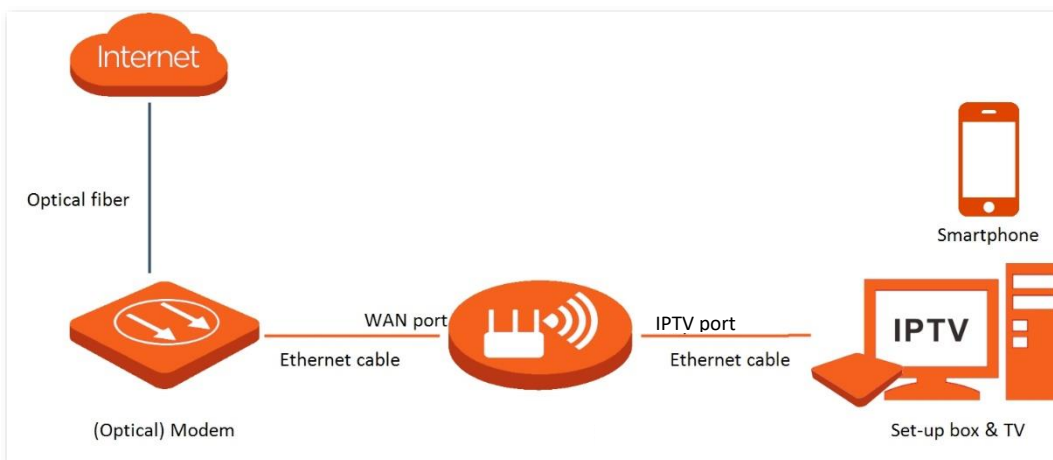 Internet
Optical fiber
Smartphone
WAN port
IPTV port
IPTV
Ethernet cable
Ethernet cable
(Optical) Modem
Set-up box & TV